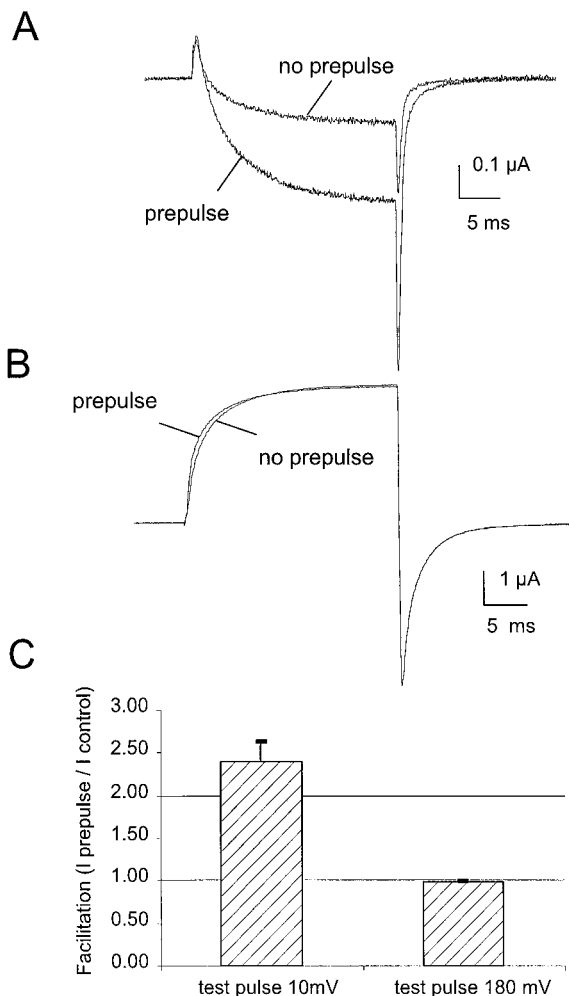 A
no prepulse
prepulse
0.1 µA
5 ms
B
prepulse
no prepulse
1 µA
5 ms
C
Facilitation (I prepulse / I control)
3.00
2.50
2.00
1.50
1.00
0.50
0.00
test pulse 10mV
test pulse 180 mV